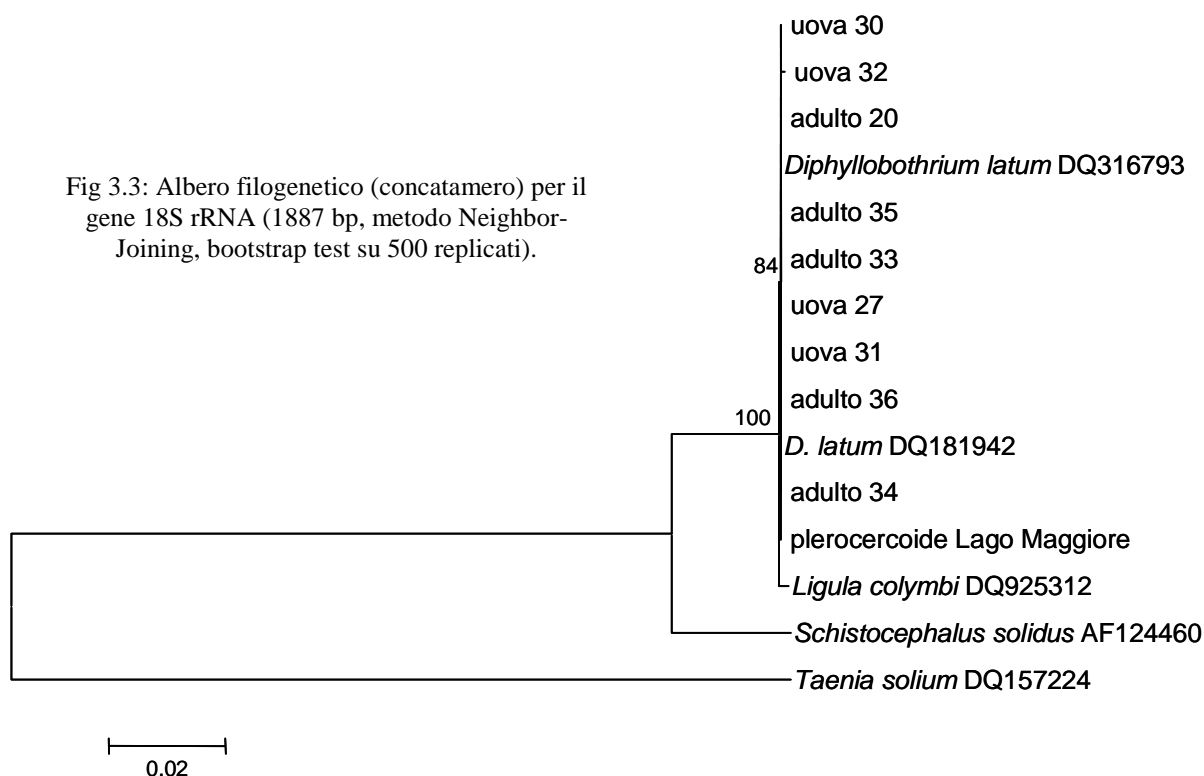 uova 30
uova 32
adulto 20
Diphyllobothrium latum DQ316793
Fig 3.3: Albero filogenetico (concatamero) per il
gene 18S rRNA (1887 bp, metodo Neighbor-
Joining, bootstrap test su 500 replicati).
adulto 35
adulto 33
84
uova 27
uova 31
adulto 36
100
D. latum DQ181942
adulto 34
plerocercoide Lago Maggiore
Ligula colymbi DQ925312
Schistocephalus solidus AF124460
Taenia solium DQ157224
0.02